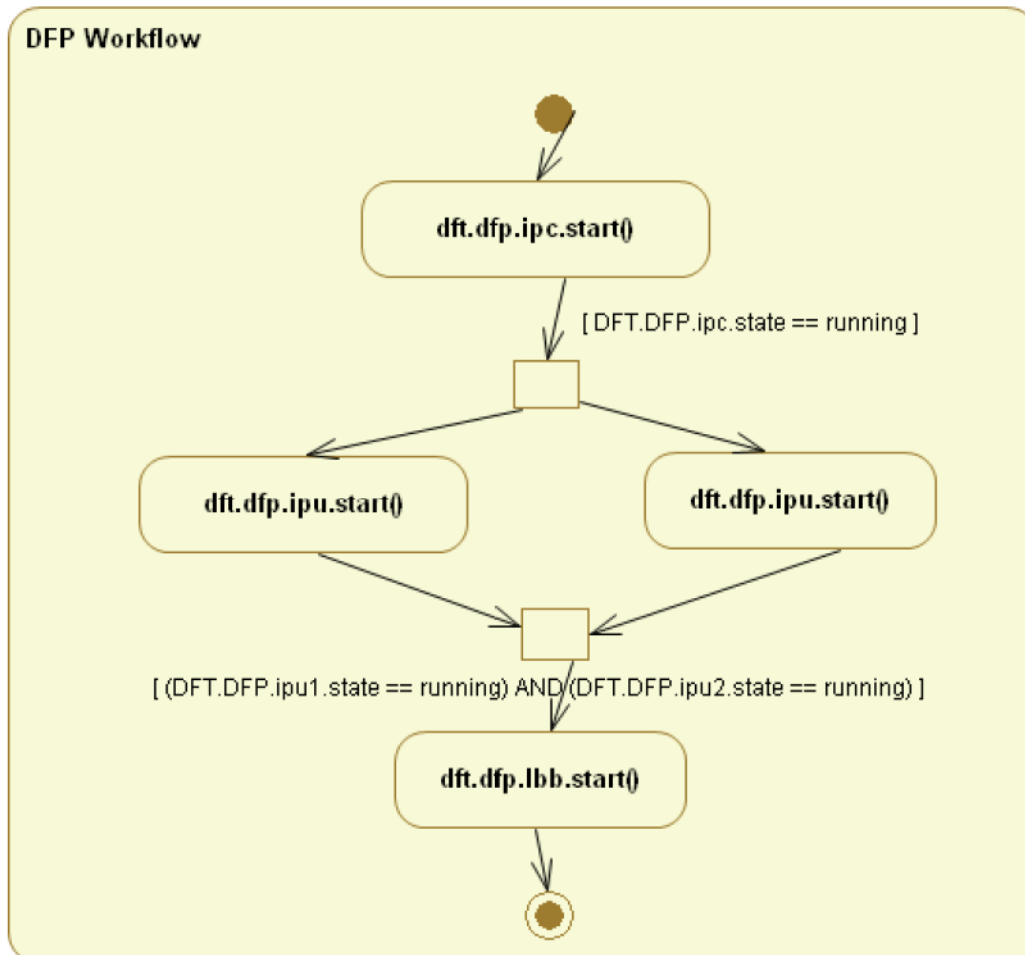 DFP Workflow
dft.dfp.ipc.start()
[ DFT.DFP.ipc.state == running ]
dft.dfp.ipu.start()
dft.dfp.ipu.start()
[ (DFT.DFP.ipu1.state == running) AND (DFT.DFP.ipu2.state == running) ]
dft.dfp.lbb.start()